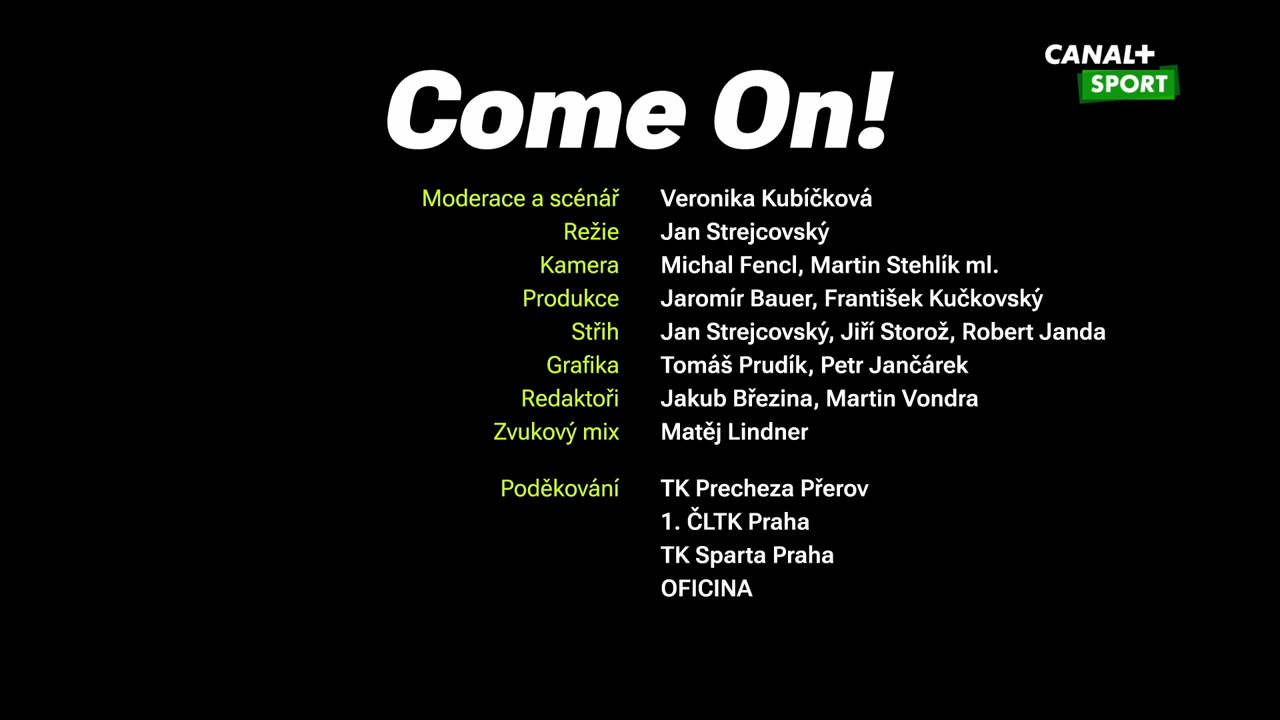 CANAL+
SPORT
Come On!
Moderace a scénář Veronika Kubíčková
Režie Jan Strejcovský
Kamera Michal Fencl, Martin Stehlík ml.
Produkce Jaromír Bauer, František Kučkovský
Střih Jan Strejcovský, Jiří Storož, Robert Janda
Grafika Tomáš Prudík, Petr Jančárek
Redaktoři Jakub Březina, Martin Vondra
Zvukový mix Matěj Lindner
Poděkování TK Precheza Přerov
1. ČLTK Praha
TK Sparta Praha
OFICINA